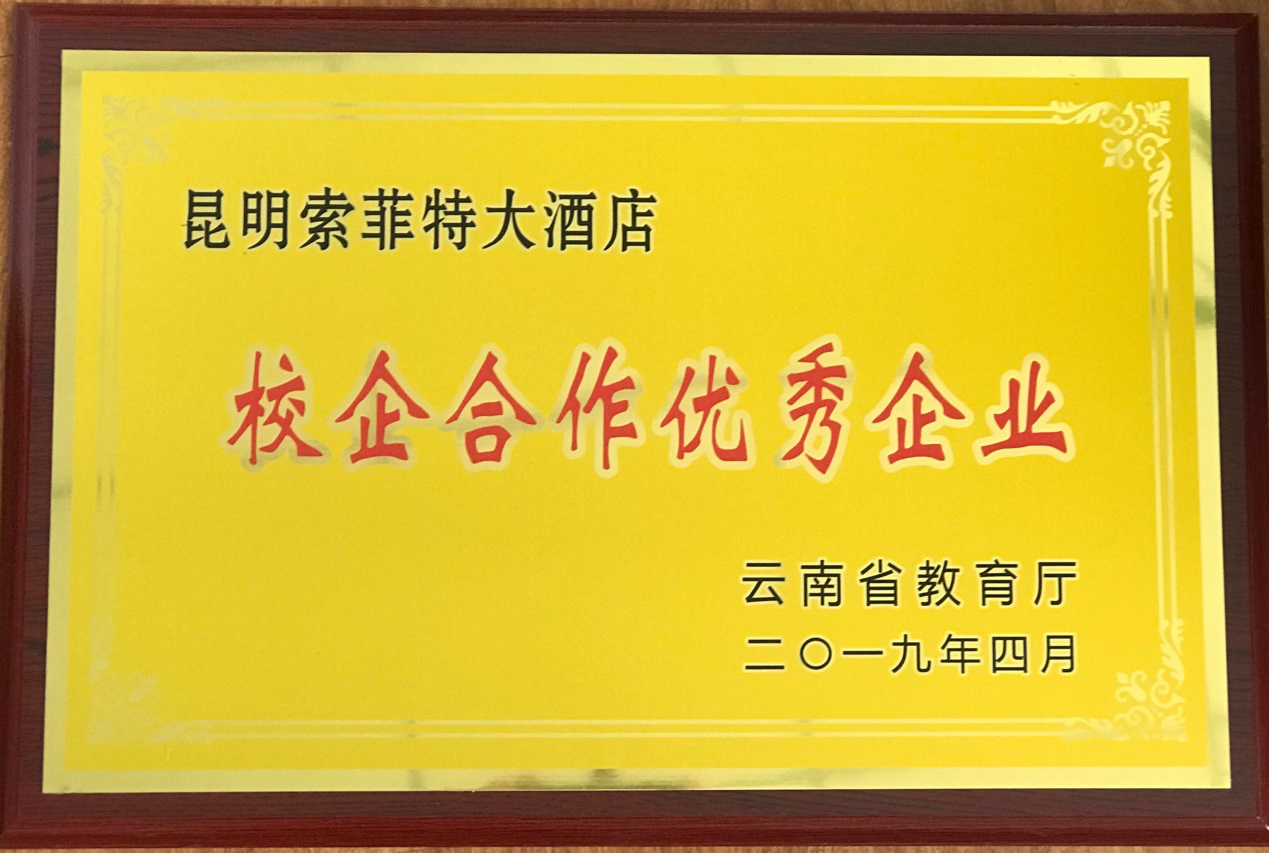 昆明索菲特大酒店
校企合作优秀企业
云南省教育厅
二〇一九年四月